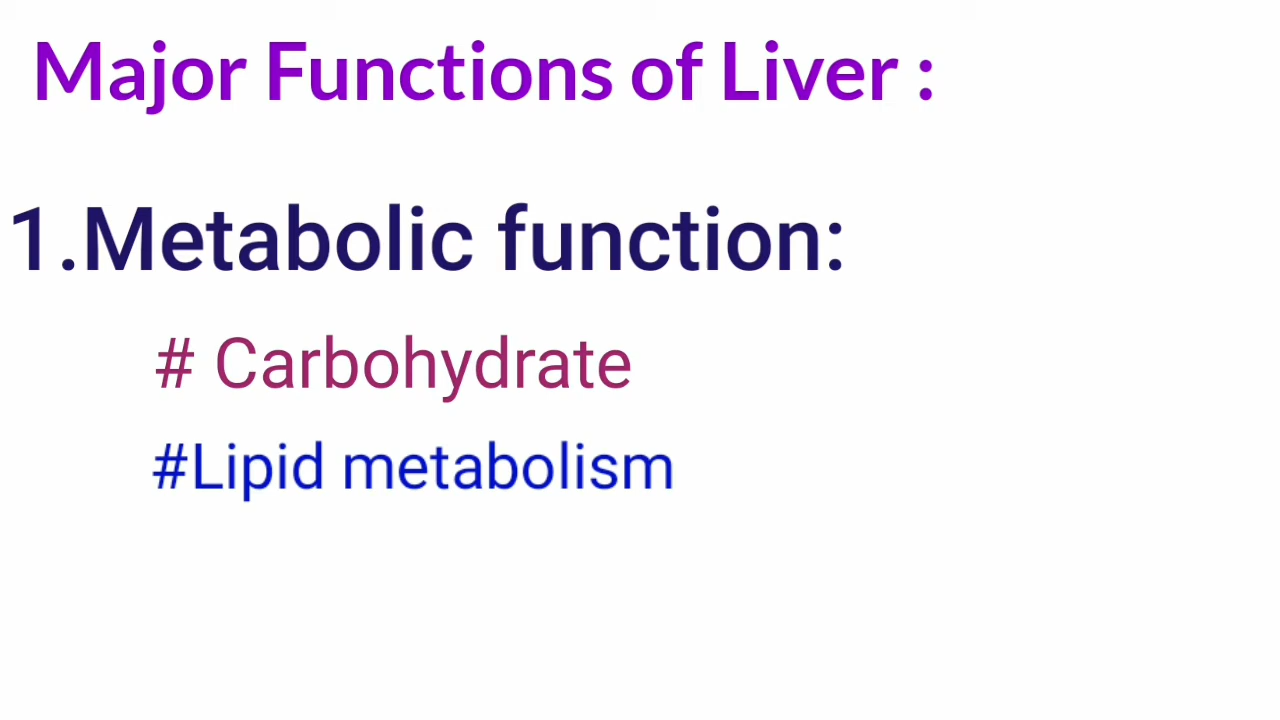 Major Functions of Liver :
1.Metabolic function:
# Carbohydrate
#Lipid metabolism